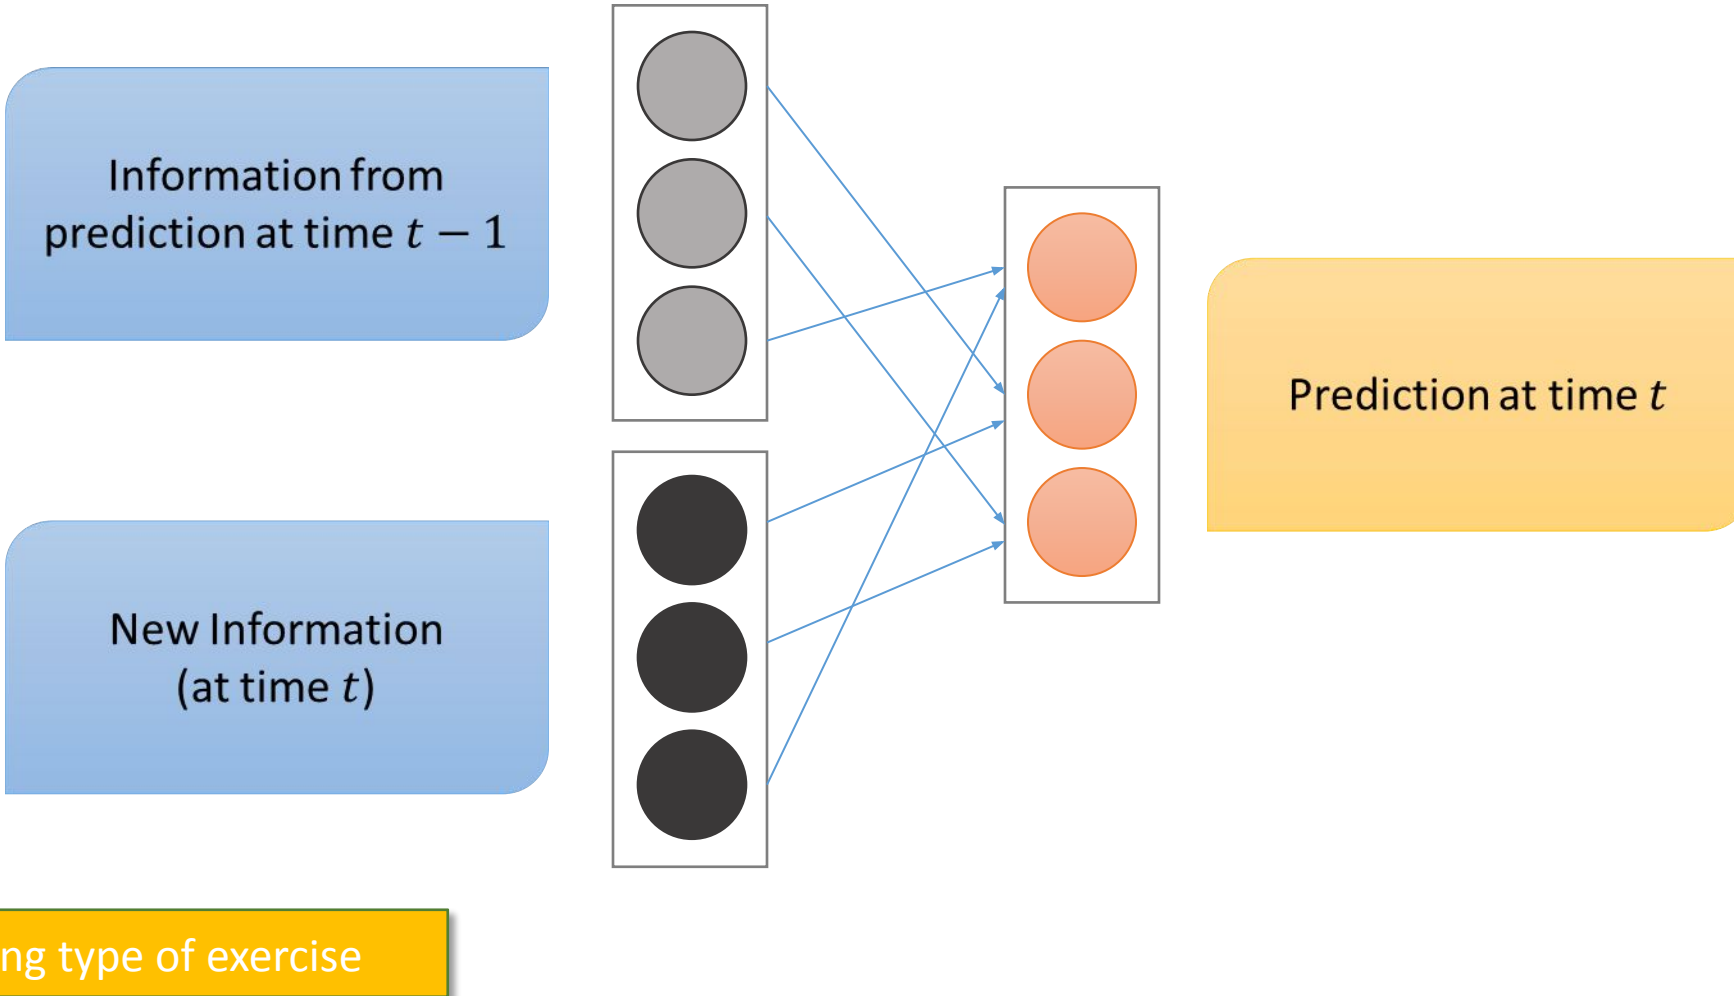 Information from
prediction at time t − 1
Prediction at time t
New Information
(at time t)
ng type of exercise